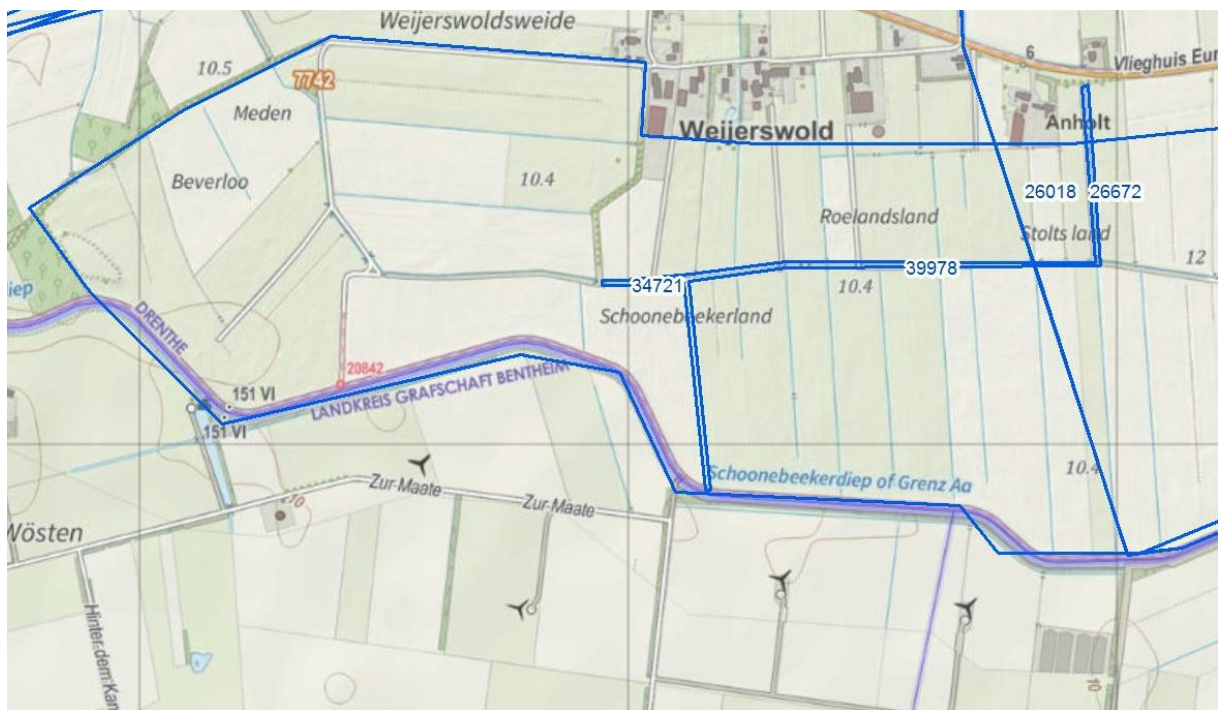 Weijerswoldsweide
6
Vlieghuis Eur
10.5
7742
Meden
Anholt
Weijerswold
Beverloo
10.4
26018
26672
Roelandsland
Stolts land
12
39978
34721
10.4
iep
Schoonebeekerland
DRENTHE
20842
151 VI
LANDKREIS GRAFSCHAFT BENTHEIM
151 VI
10.4
Schoonebeekerdiep of Grenz Aa
Zur Maate
10
Zur Maate
Wösten
Hinter dem Kan
10